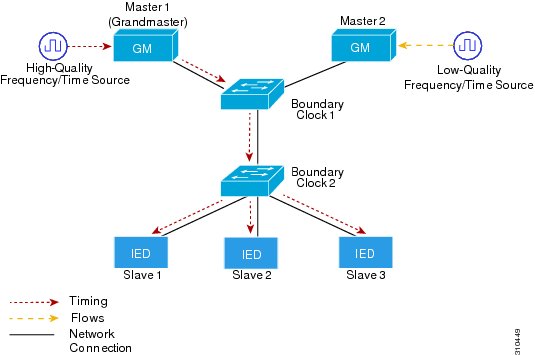 Master 1
(Grandmaster)
Master 2
GM
GM
High-Quality
Frequency/Time Source
Low-Quality
Frequency/Time Source
Boundary
Clock 1
Boundary
Clock 2
IED
IED
IED
Slave 1
Slave 2
Slave 3
Timing
Flows
Network
Connection
310449